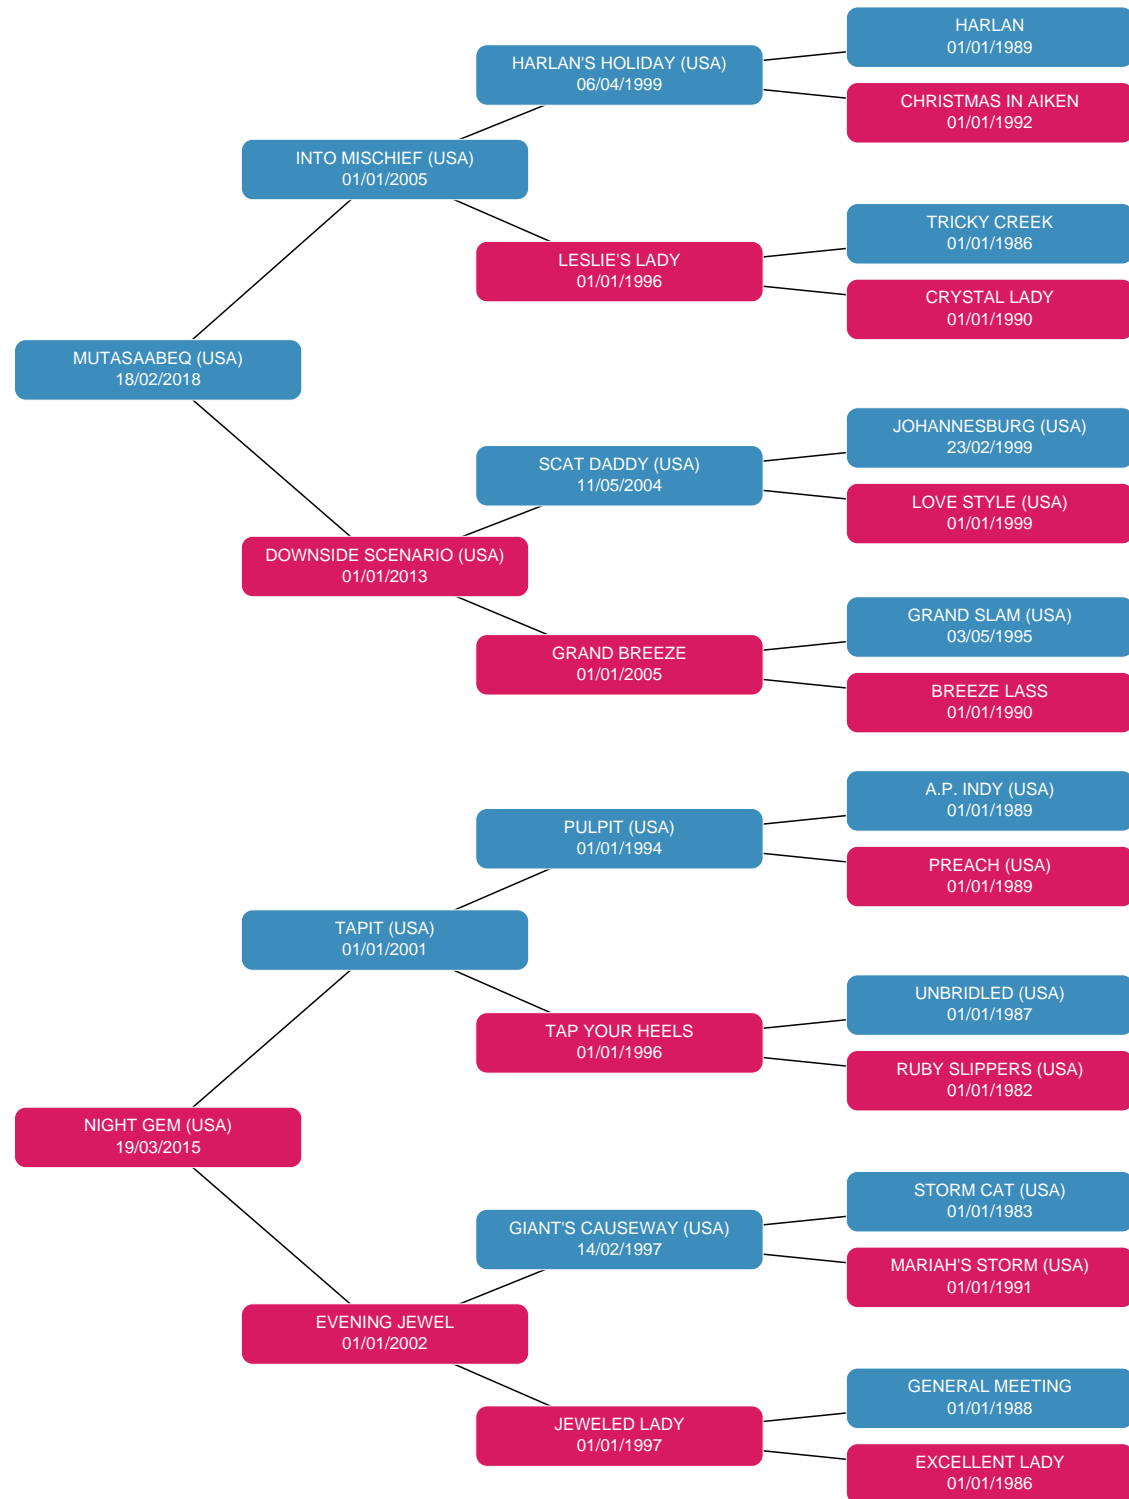 HARLAN
01/01/1989
HARLAN'S HOLIDAY (USA)
06/04/1999
CHRISTMAS IN AIKEN
01/01/1992
INTO MISCHIEF (USA)
01/01/2005
TRICKY CREEK
01/01/1986
LESLIE'S LADY
01/01/1996
CRYSTAL LADY
01/01/1990
MUTASAABEQ (USA)
18/02/2018
JOHANNESBURG (USA)
23/02/1999
SCAT DADDY (USA)
11/05/2004
LOVE STYLE (USA)
01/01/1999
DOWNSIDE SCENARIO (USA)
01/01/2013
GRAND SLAM (USA)
03/05/1995
GRAND BREEZE
01/01/2005
BREEZE LASS
01/01/1990
A.P. INDY (USA)
01/01/1989
PULPIT (USA)
01/01/1994
PREACH (USA)
01/01/1989
TAPIT (USA)
01/01/2001
UNBRIDLED (USA)
01/01/1987
TAP YOUR HEELS
01/01/1996
RUBY SLIPPERS (USA)
01/01/1982
NIGHT GEM (USA)
19/03/2015
STORM CAT (USA)
01/01/1983
GIANT'S CAUSEWAY (USA)
14/02/1997
MARIAH'S STORM (USA)
01/01/1991
EVENING JEWEL
01/01/2002
GENERAL MEETING
01/01/1988
JEWELED LADY
01/01/1997
EXCELLENT LADY
01/01/1986